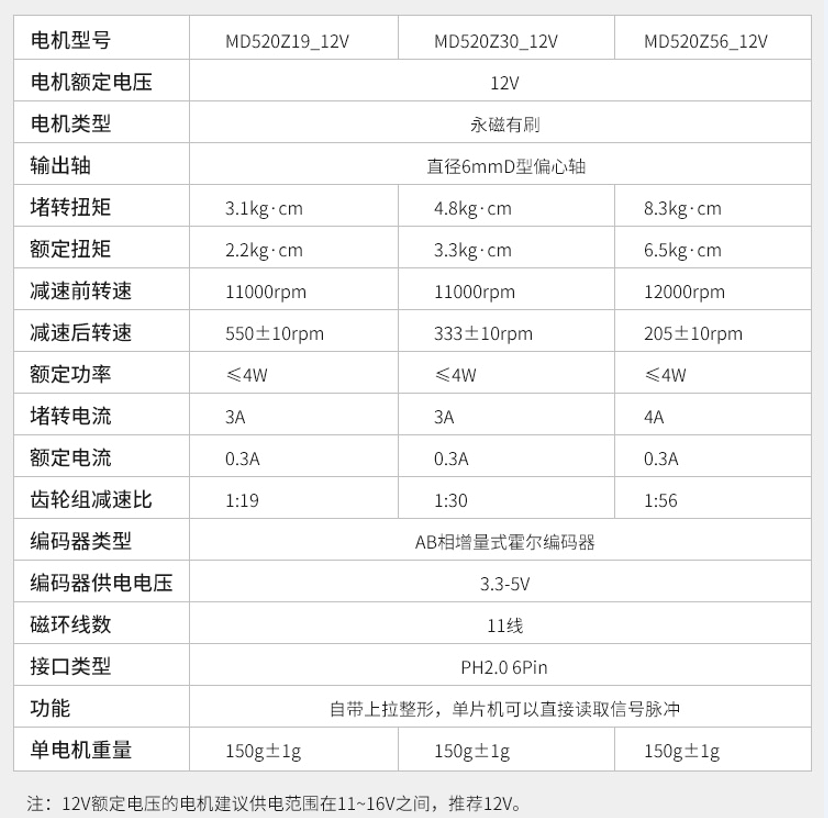 电机型号 MD520Z19_12V MD520Z30_12V MD520Z56_12V
电机额定电压 12V
电机类型 永磁有刷
输出轴 直径6mmD型偏心轴
堵转扭矩 3.1kg·cm 4.8kg·cm 8.3kg·cm
额定扭矩 2.2kg·cm 3.3kg·cm 6.5kg·cm
减速前转速 11000rpm 11000rpm 12000rpm
减速后转速 550±10rpm 333±10rpm 205±10rpm
额定功率 ≤4W ≤4W ≤4W
堵转电流 3A 3A 4A
额定电流 0.3A 0.3A 0.3A
齿轮组减速比 1:19 1:30 1:56
编码器类型 AB相增量式霍尔编码器
编码器供电电压 3.3-5V
磁环线数 11线
接口类型 PH2.0 6Pin
功能 自带上拉整形，单片机可以直接读取信号脉冲
单电机重量 150g±1g 150g±1g 150g±1g
注：12V额定电压的电机建议供电范围在11~16V之间，推荐12V。